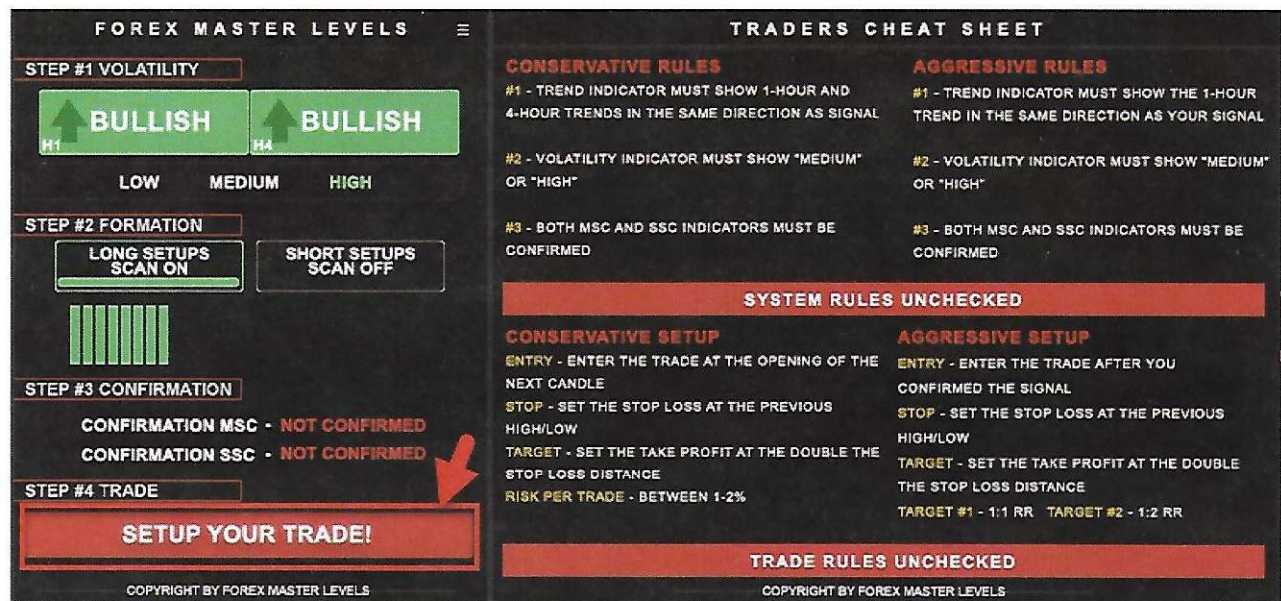 FOREX MASTER LEVELS
STEP #1 VOLATILITY
BULLISH
H1
BULLISH
H4
LOW MEDIUM HIGH
STEP #2 FORMATION
LONG SETUPS
SCAN ON
SHORT SETUPS
SCAN OFF
STEP #3 CONFIRMATION
CONFIRMATION MSC - NOT CONFIRMED
CONFIRMATION SSC - NOT CONFIRMED
STEP #4 TRADE
SETUP YOUR TRADE!
COPYRIGHT BY FOREX MASTER LEVELS
TRADERS CHEAT SHEET
CONSERVATIVE RULES
#1 - TREND INDICATOR MUST SHOW 1-HOUR AND
4-HOUR TRENDS IN THE SAME DIRECTION AS SIGNAL
#2 - VOLATILITY INDICATOR MUST SHOW "MEDIUM"
OR "HIGH"
#3 - BOTH MSC AND SSC INDICATORS MUST BE
CONFIRMED
AGGRESSIVE RULES
#1 - TREND INDICATOR MUST SHOW THE 1-HOUR
TREND IN THE SAME DIRECTION AS YOUR SIGNAL
#2 - VOLATILITY INDICATOR MUST SHOW "MEDIUM"
OR "HIGH"
#3 - BOTH MSC AND SSC INDICATORS MUST BE
CONFIRMED
SYSTEM RULES UNCHECKED
CONSERVATIVE SETUP
ENTRY - ENTER THE TRADE AT THE OPENING OF THE
NEXT CANDLE
STOP - SET THE STOP LOSS AT THE PREVIOUS
HIGH/LOW
TARGET - SET THE TAKE PROFIT AT THE DOUBLE THE
STOP LOSS DISTANCE
RISK PER TRADE - BETWEEN 1-2%
AGGRESSIVE SETUP
ENTRY - ENTER THE TRADE AFTER YOU
CONFIRMED THE SIGNAL
STOP - SET THE STOP LOSS AT THE PREVIOUS
HIGH/LOW
TARGET - SET THE TAKE PROFIT AT THE DOUBLE
THE STOP LOSS DISTANCE
TARGET #1 - 1:1 RR TARGET #2 - 1:2 RR
TRADE RULES UNCHECKED
COPYRIGHT BY FOREX MASTER LEVELS